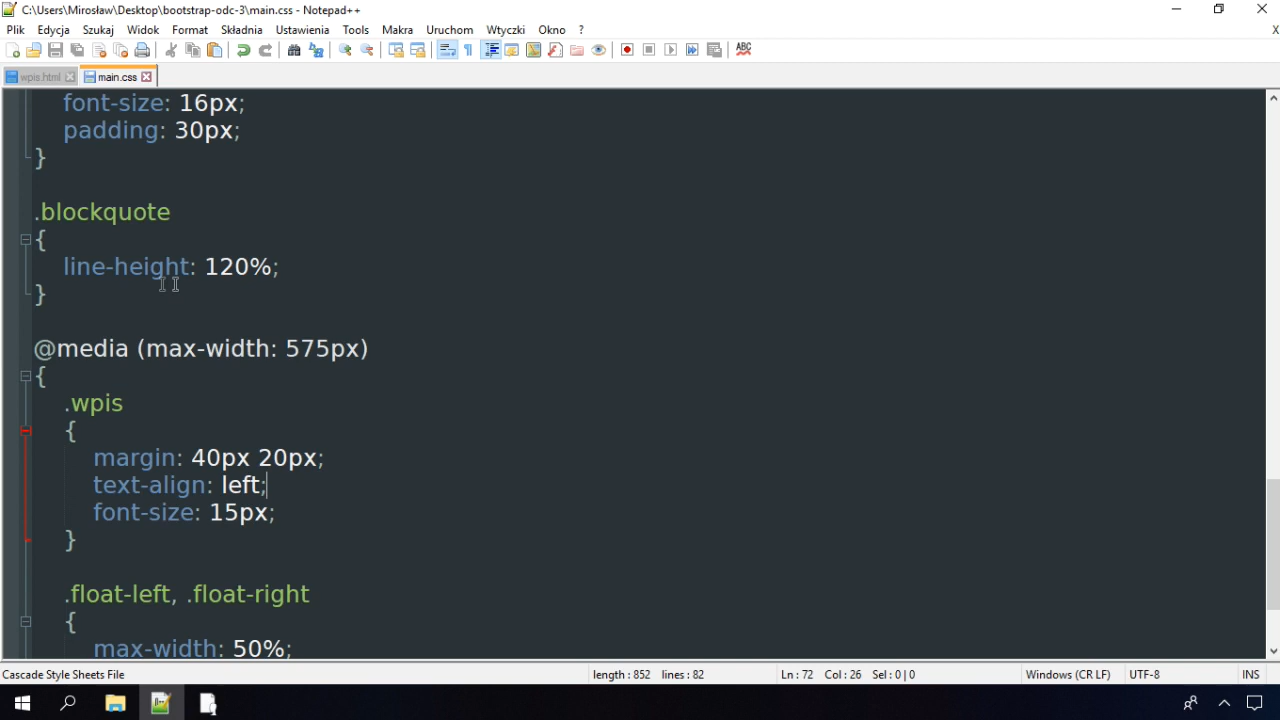 C:\Users\Mirosław\Desktop\bootstrap-odc-3\main.css - Notepad++
Plik Edycja Szukaj Widok Format Składnia Ustawienia Tools Makra Uruchom Wtyczki Okno ? X
ABC
wpis.html main.css
font-size: 16px;
padding: 30px;
}
.blockquote
{
line-height: 120%;
}
@media (max-width: 575px)
{
.wpis
{
margin: 40px 20px;
text-align: left;
font-size: 15px;
}
.float-left, .float-right
{
max-width: 50%;
Cascade Style Sheets File length : 852 lines : 82 Ln : 72 Col : 26 Sel : 0 | 0 Windows (CR LF) UTF-8 INS